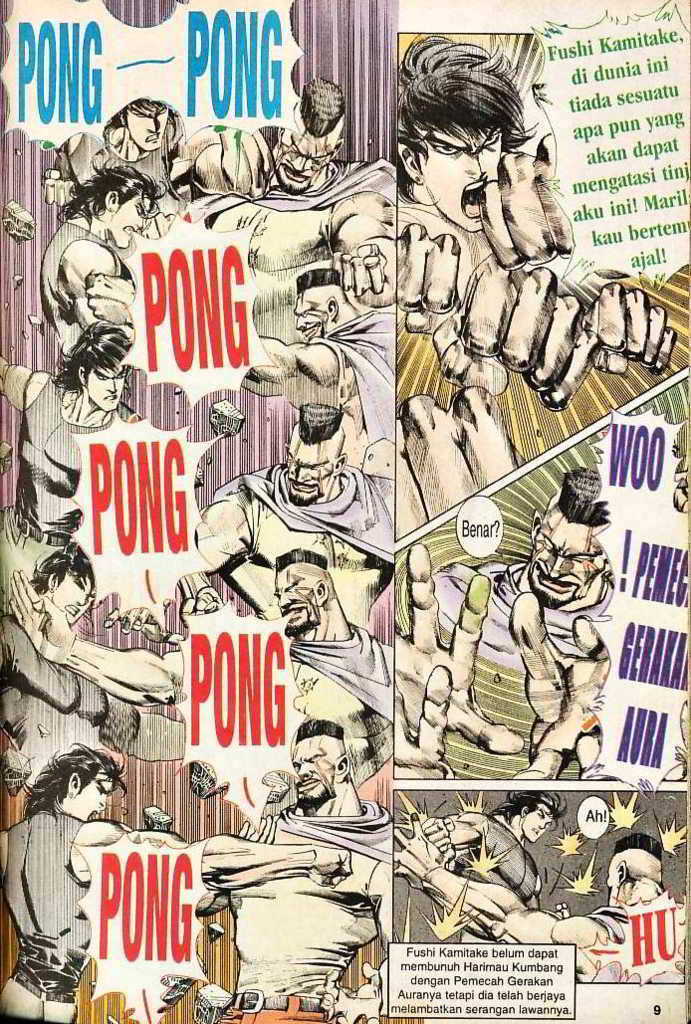 PONG — PONG
PONG
PONG
PONG
PONG
Fushi Kamitake,
di dunia ini
tiada sesuatu
apa pun yang
akan dapat
mengatasi
aku ini!
kau
ajal!
Benar?
WOO
!
GERAKAN
AURA
Ah!
HU
Fushi Kamitake belum dapat
membunuh Harimau Kumbang
dengan Pemecah Gerakan
Auranya tetapi dia telah berjaya
melambatkan serangan lawannya.
9